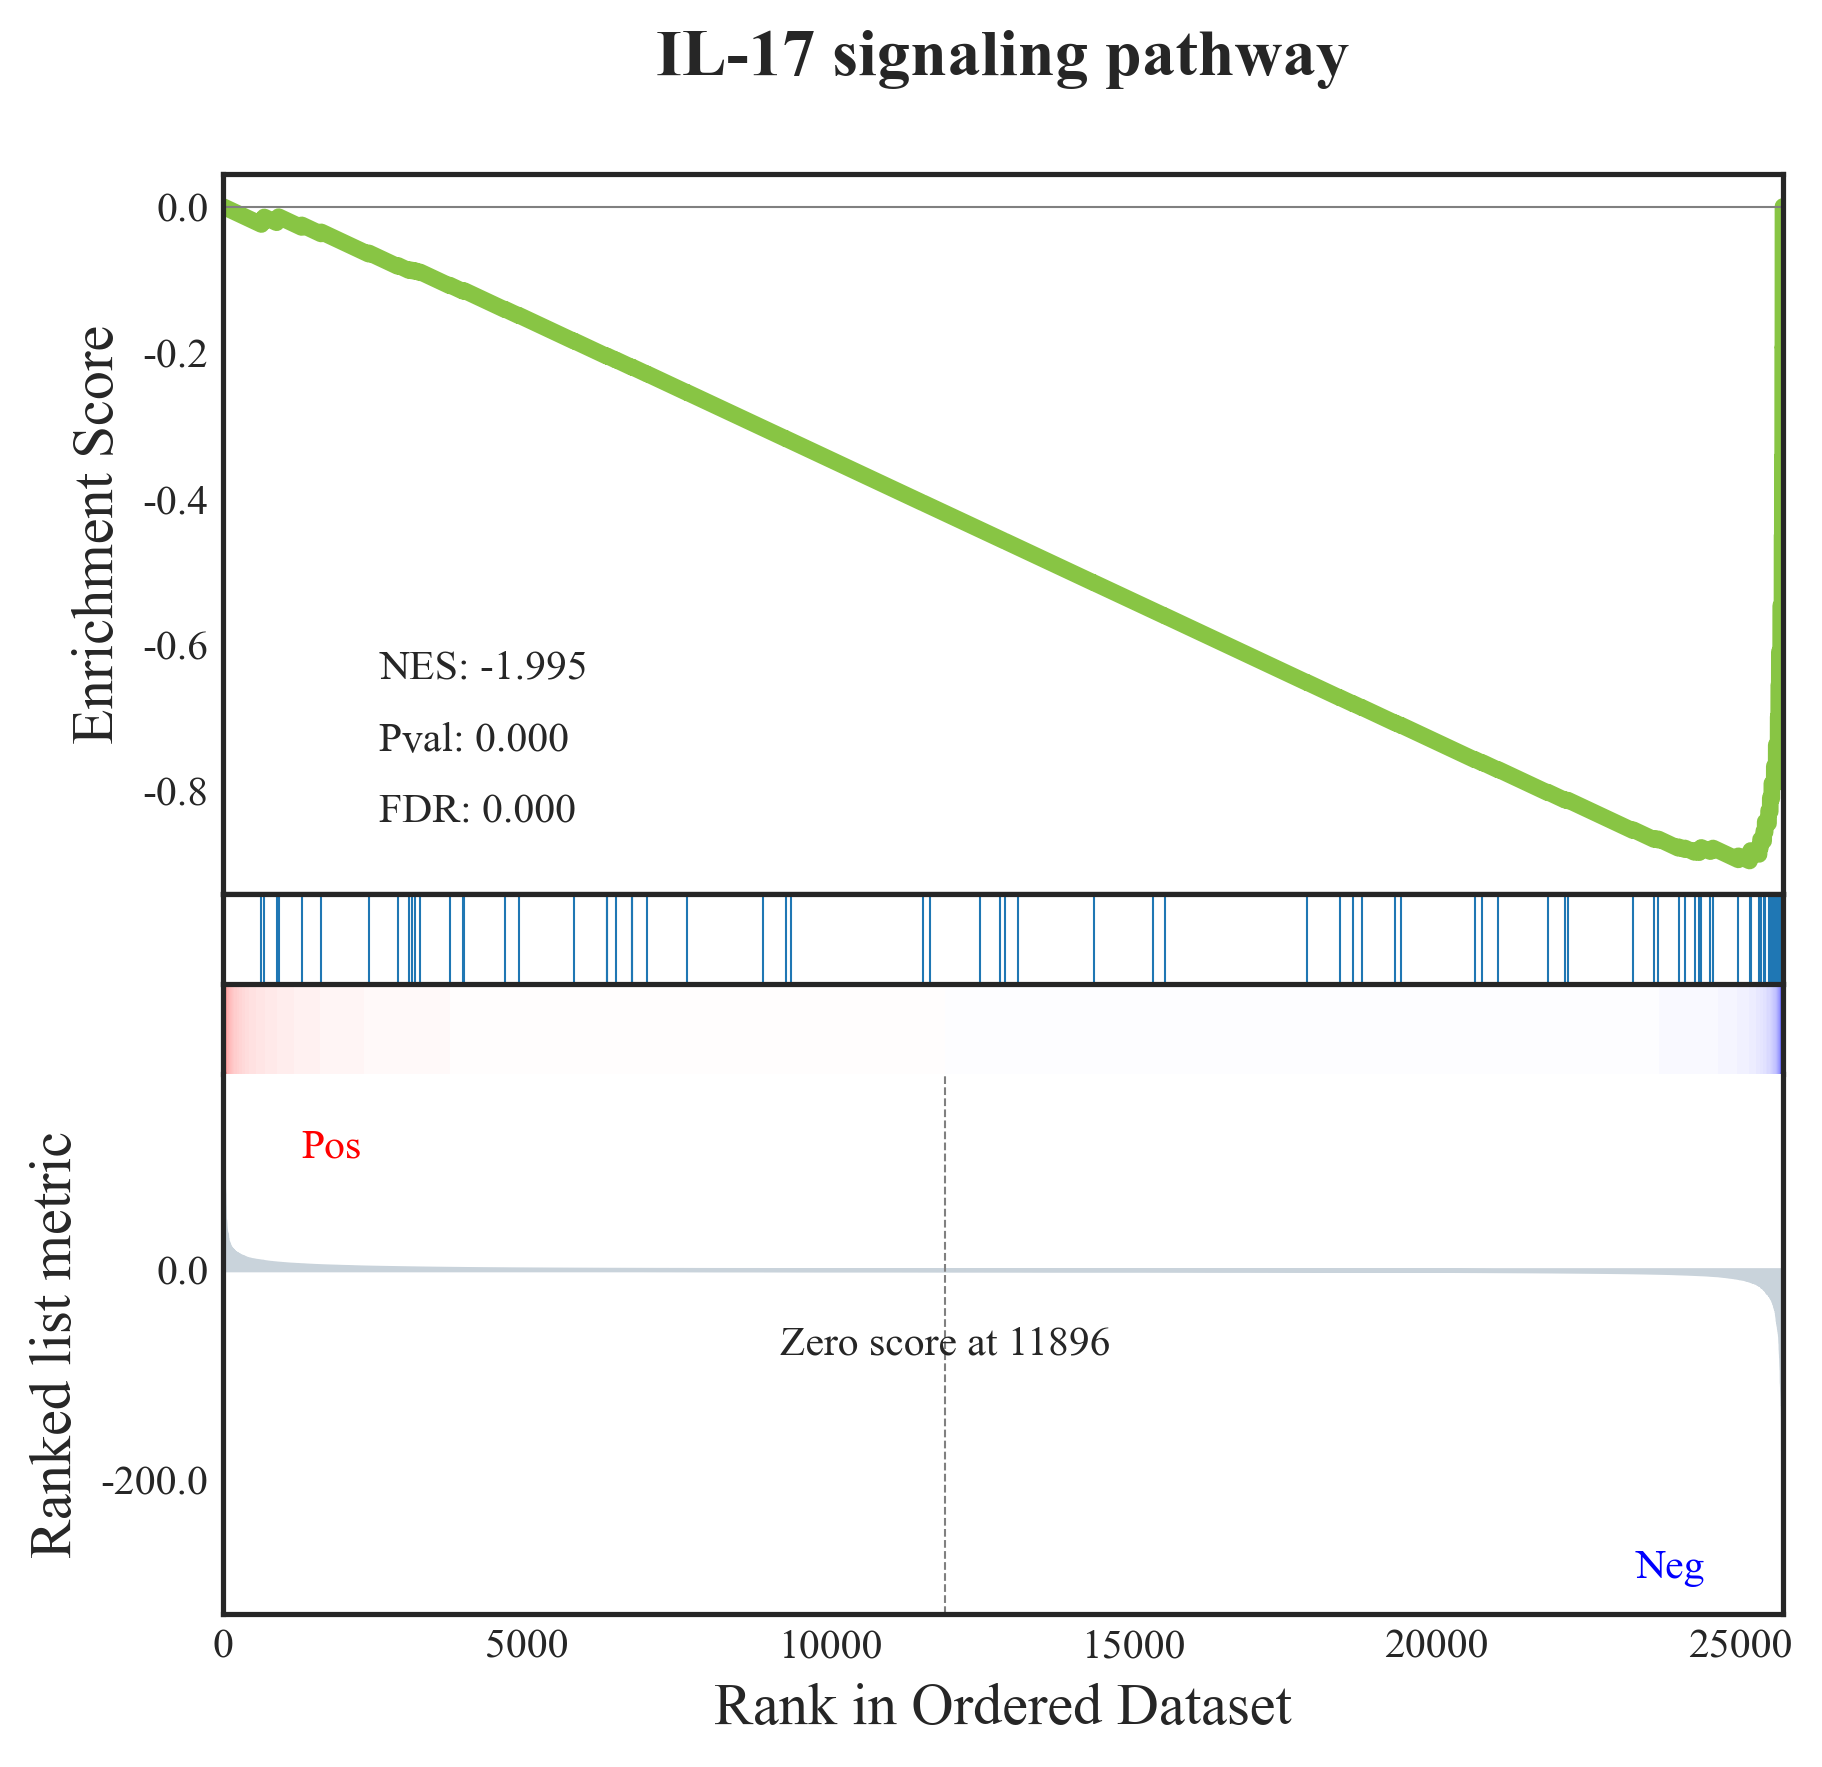 IL-17 signaling pathway
Enrichment Score
0.0
-0.2
-0.4
-0.6
-0.8
NES: -1.995
Pval: 0.000
FDR: 0.000
Ranked list metric
Pos
0.0
Zero score at 11896
-200.0
Neg
0
5000
10000
15000
20000
25000
Rank in Ordered Dataset